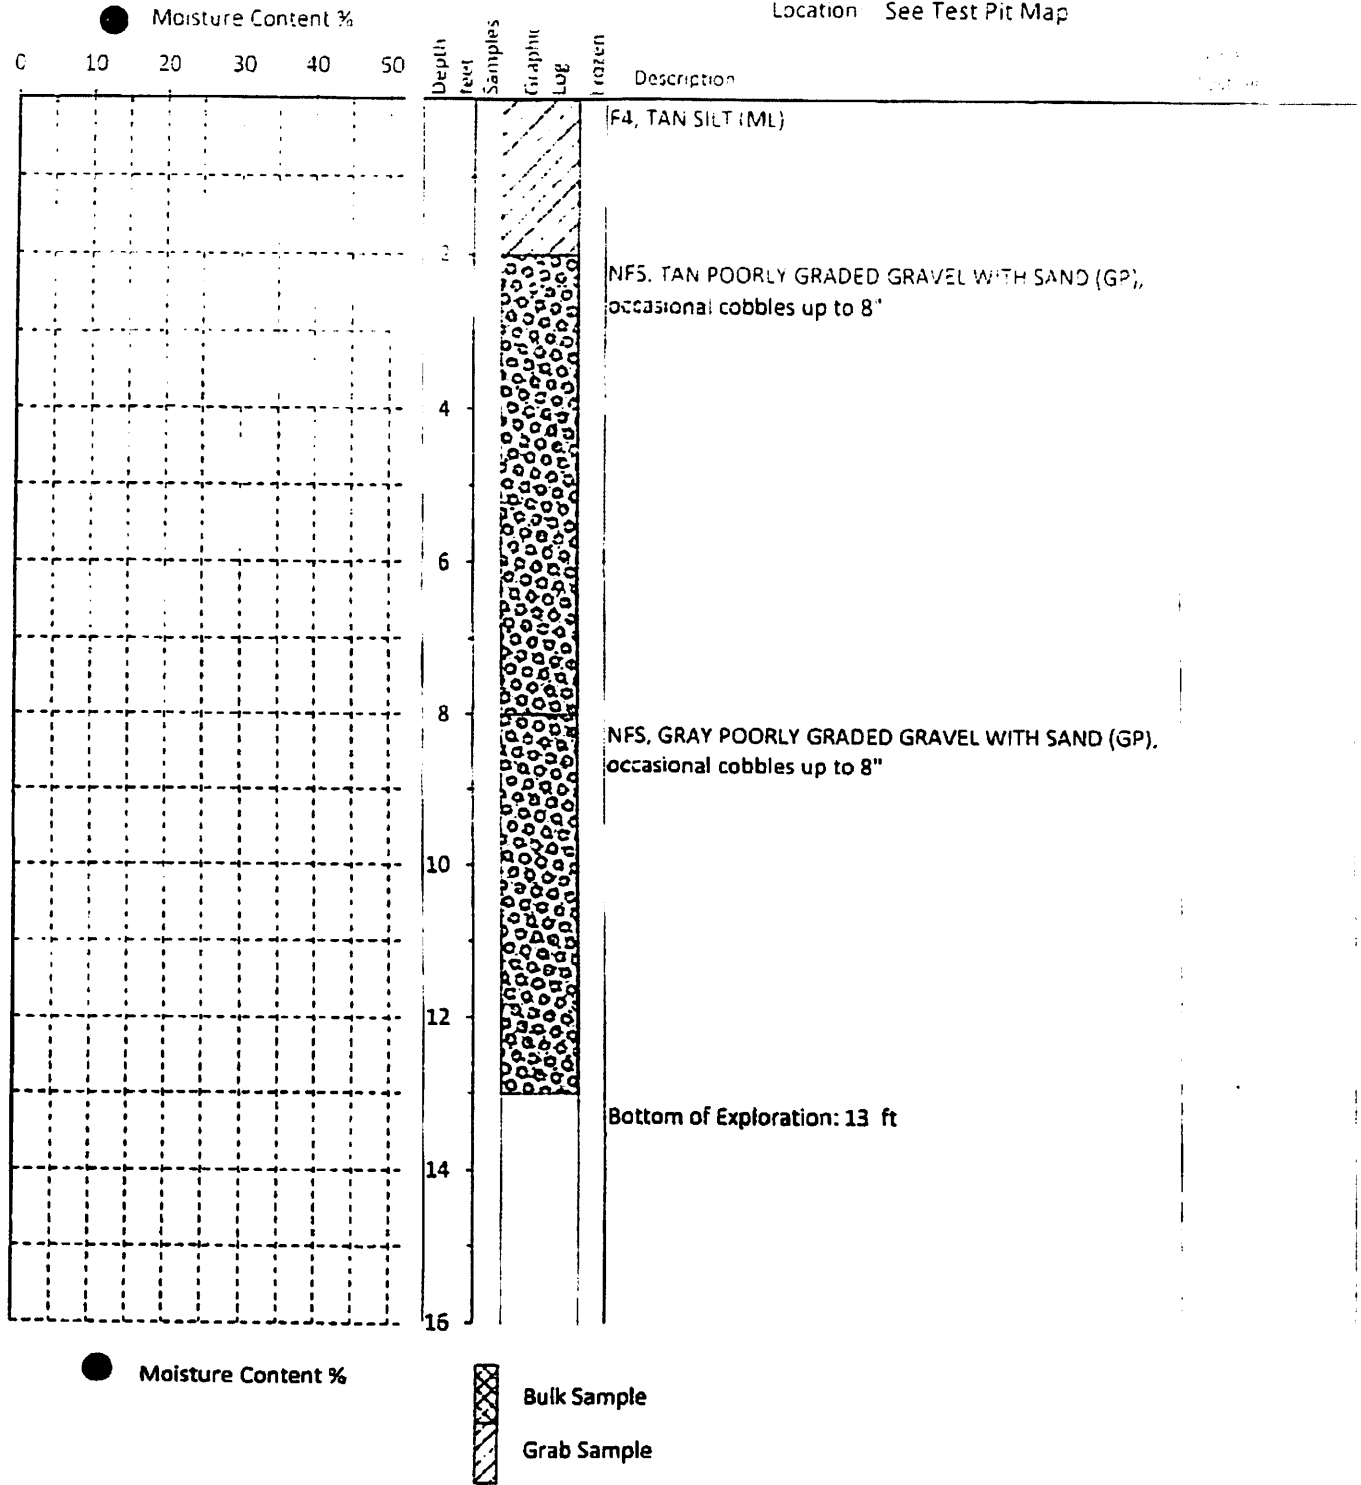 Moisture Content %
Location See Test Pit Map
0 10 20 30 40 50
Depth feet
Samples
Graphic Log
Frozen
Description
F4, TAN SILT (ML)
2
NFS, TAN POORLY GRADED GRAVEL WITH SAND (GP),
occasional cobbles up to 8"
4
6
8
NFS, GRAY POORLY GRADED GRAVEL WITH SAND (GP),
occasional cobbles up to 8"
10
12
Bottom of Exploration: 13 ft
14
16
Moisture Content %
Bulk Sample
Grab Sample